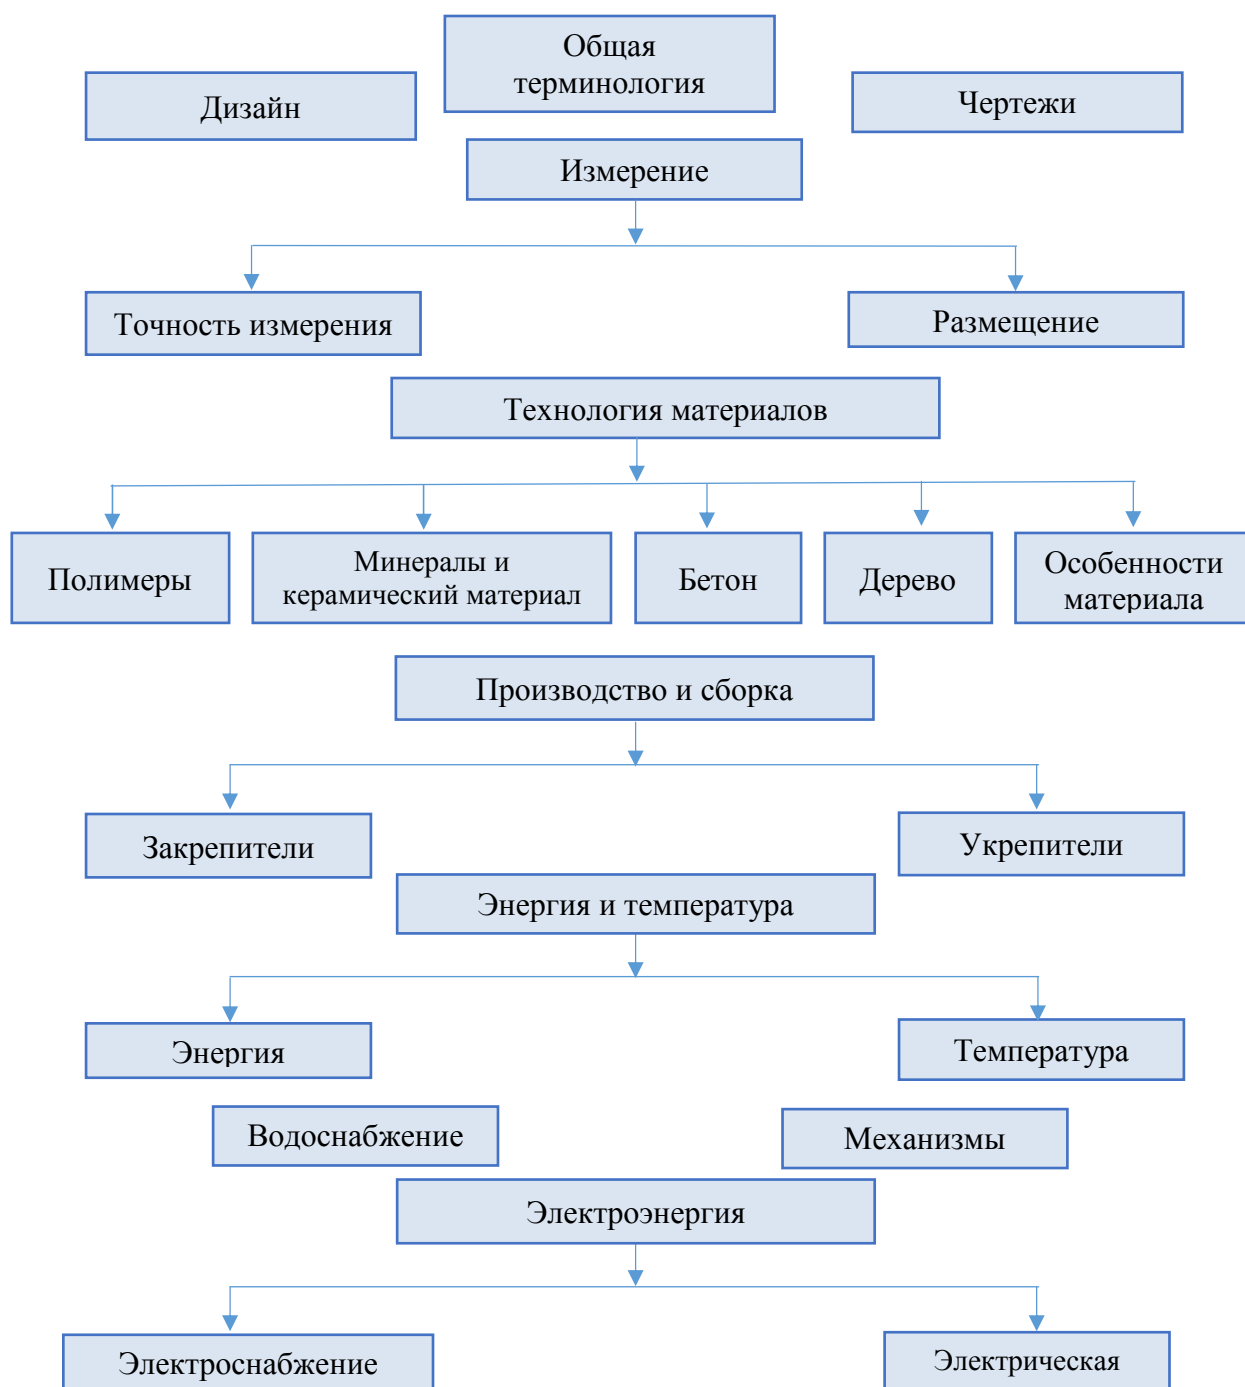 Общая
терминология
Дизайн
Чертежи
Измерение
Точность измерения
Размещение
Технология материалов
Полимеры
Минералы и
керамический материал
Бетон
Дерево
Особенности
материала
Производство и сборка
Закрепители
Укрепители
Энергия и температура
Энергия
Температура
Водоснабжение
Механизмы
Электроэнергия
Электроснабжение
Электрическая